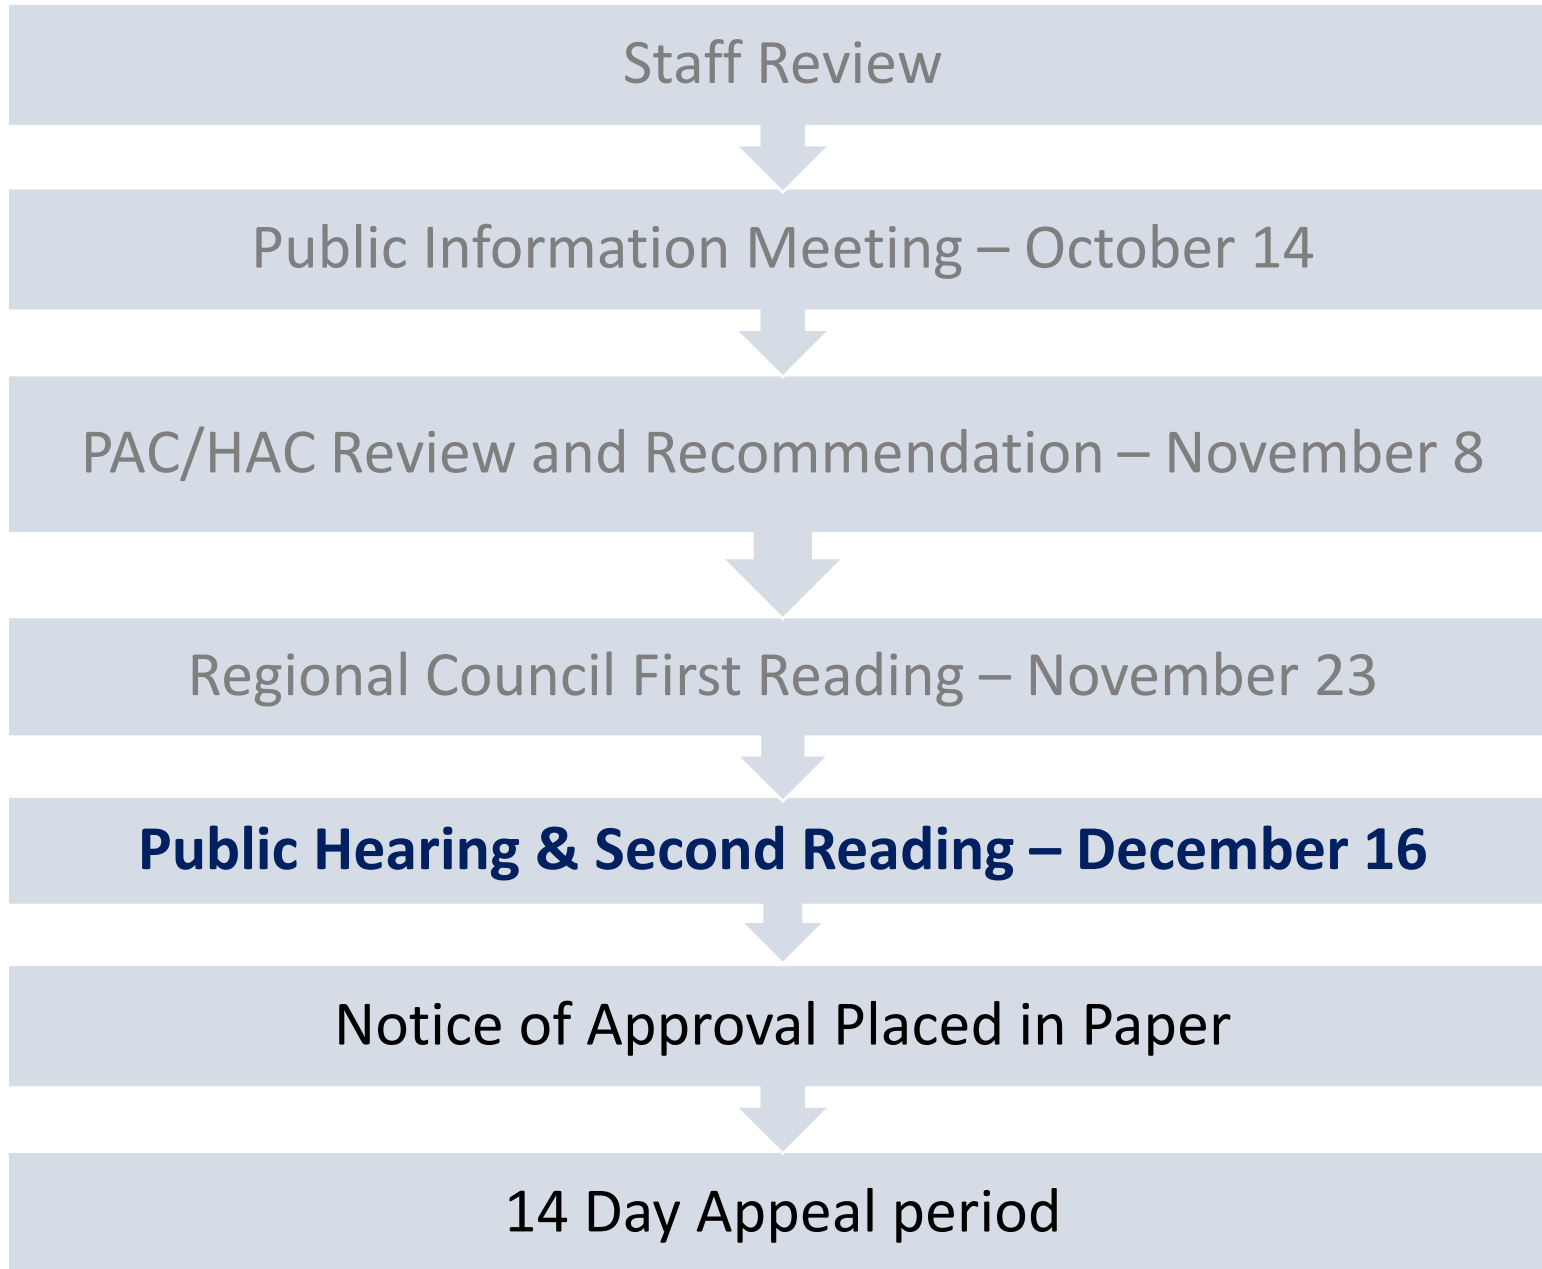 Staff Review
Public Information Meeting – October 14
PAC/HAC Review and Recommendation – November 8
Regional Council First Reading – November 23
Public Hearing & Second Reading – December 16
Notice of Approval Placed in Paper
14 Day Appeal period